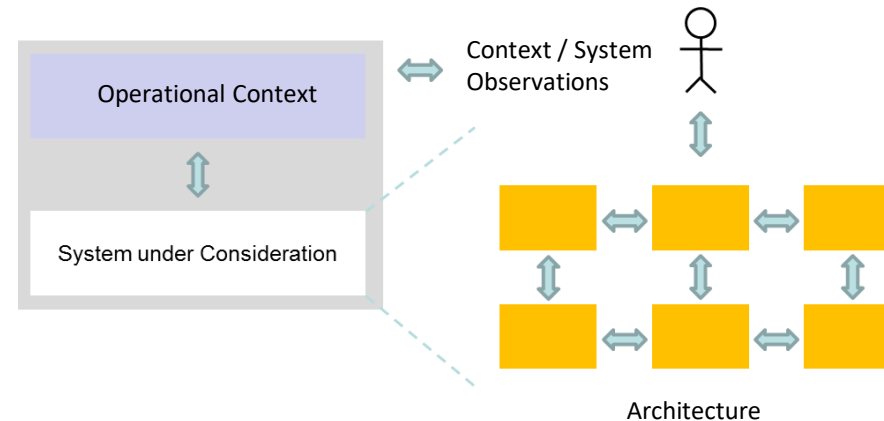 Operational Context
Context / System
Observations
System under Consideration
Architecture